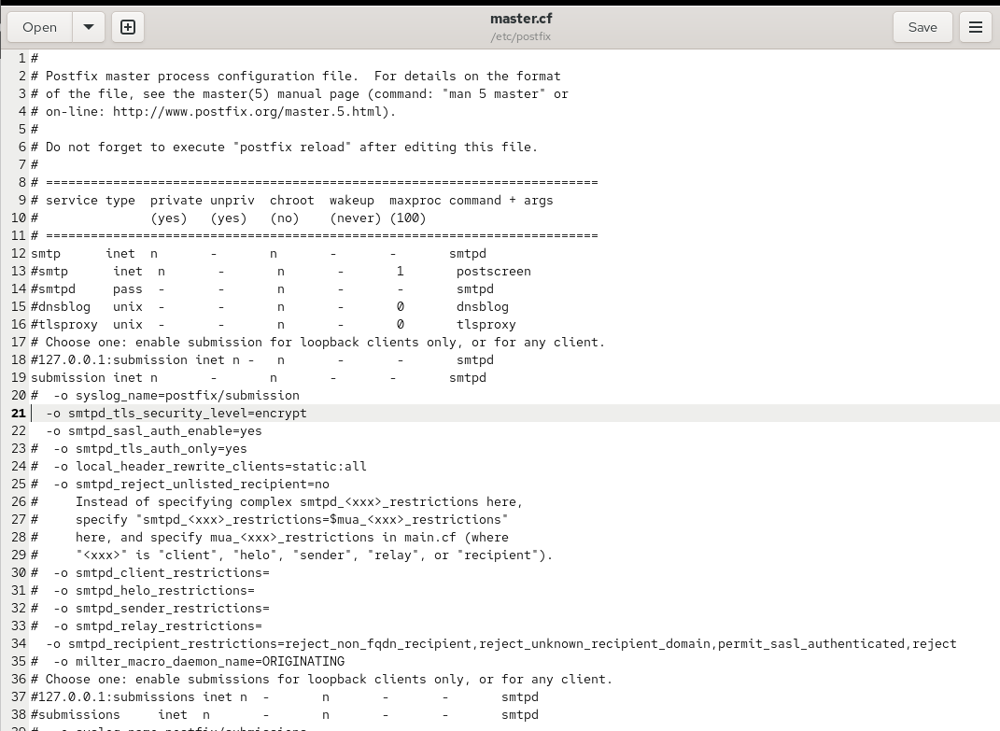 Open
master.cf
/etc/postfix
Save
1 #
2 # Postfix master process configuration file.  For details on the format
3 # of the file, see the master(5) manual page (command: "man 5 master" or
4 # on-line: http://www.postfix.org/master.5.html).
5 #
6 # Do not forget to execute "postfix reload" after editing this file.
7 #
8 # ==========================================================================
9 # service type  private unpriv  chroot  wakeup  maxproc command + args
10 #               (yes)   (yes)   (no)    (never) (100)
11 # ==========================================================================
12 smtp      inet  n       -       n       -       -       smtpd
13 #smtp      inet  n       -       n       -       1       postscreen
14 #smtpd     pass  -       -       n       -       -       smtpd
15 #dnsblog   unix  -       -       n       -       0       dnsblog
16 #tlsproxy  unix  -       -       n       -       0       tlsproxy
17 # Choose one: enable submission for loopback clients only, or for any client.
18 #127.0.0.1:submission inet n -   n       -       -       smtpd
19 submission inet n       -       n       -       -       smtpd
20 #  -o syslog_name=postfix/submission
21   -o smtpd_tls_security_level=encrypt
22   -o smtpd_sasl_auth_enable=yes
23 #  -o smtpd_tls_auth_only=yes
24 #  -o local_header_rewrite_clients=static:all
25 #  -o smtpd_reject_unlisted_recipient=no
26 #     Instead of specifying complex smtpd_<xxx>_restrictions here,
27 #     specify "smtpd_<xxx>_restrictions=$mua_<xxx>_restrictions"
28 #     here, and specify mua_<xxx>_restrictions in main.cf (where
29 #     "<xxx>" is "client", "helo", "sender", "relay", or "recipient").
30 #  -o smtpd_client_restrictions=
31 #  -o smtpd_helo_restrictions=
32 #  -o smtpd_sender_restrictions=
33 #  -o smtpd_relay_restrictions=
34   -o smtpd_recipient_restrictions=reject_non_fqdn_recipient,reject_unknown_recipient_domain,permit_sasl_authenticated,reject
35 #  -o milter_macro_daemon_name=ORIGINATING
36 # Choose one: enable submissions for loopback clients only, or for any client.
37 #127.0.0.1:submissions inet n  -       n       -       -       smtpd
38 #submissions     inet  n       -       n       -       -       smtpd
39 #  -o syslog_name=postfix/submissions